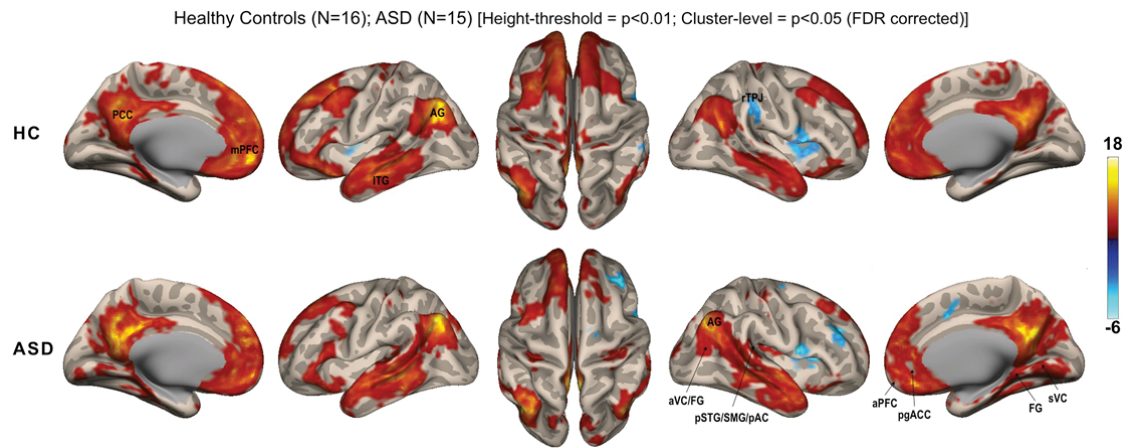 Healthy Controls (N=16); ASD (N=15) [Height-threshold = p<0.01; Cluster-level = p<0.05 (FDR corrected)]
HC
PCC
mPFC
AG
ITG
rTPJ
18
-6
ASD
AG
aVC/FG
pSTG/SMG/pAC
aPFC
pgACC
FG
sVC